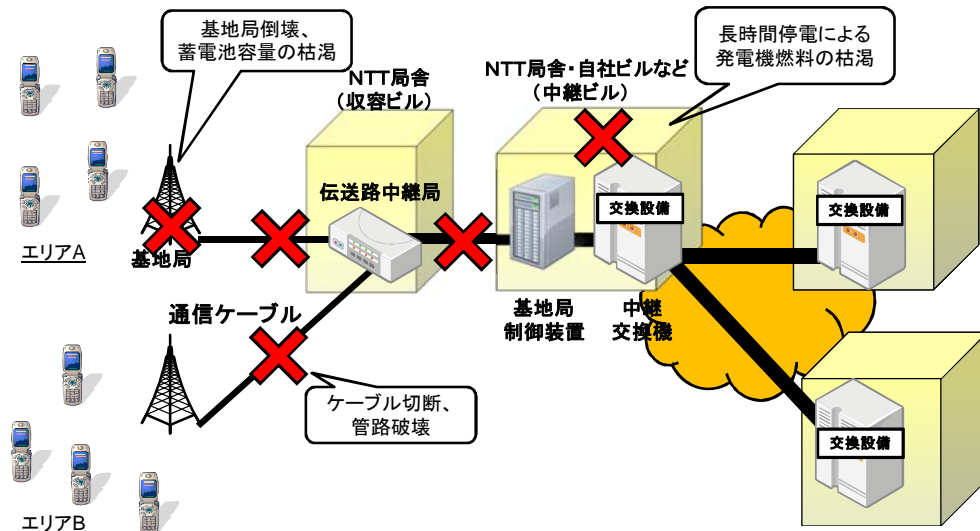 基地局倒壊、
蓄電池容量の枯渇
長時間停電による
発電機燃料の枯渇
NTT局舎
（収容ビル）
NTT局舎・自社ビルなど
（中継ビル）
伝送路中継局
交換設備
交換設備
エリアA
基地局
通信ケーブル
基地局
制御装置
中継
交換機
ケーブル切断、
管路破壊
交換設備
エリアB